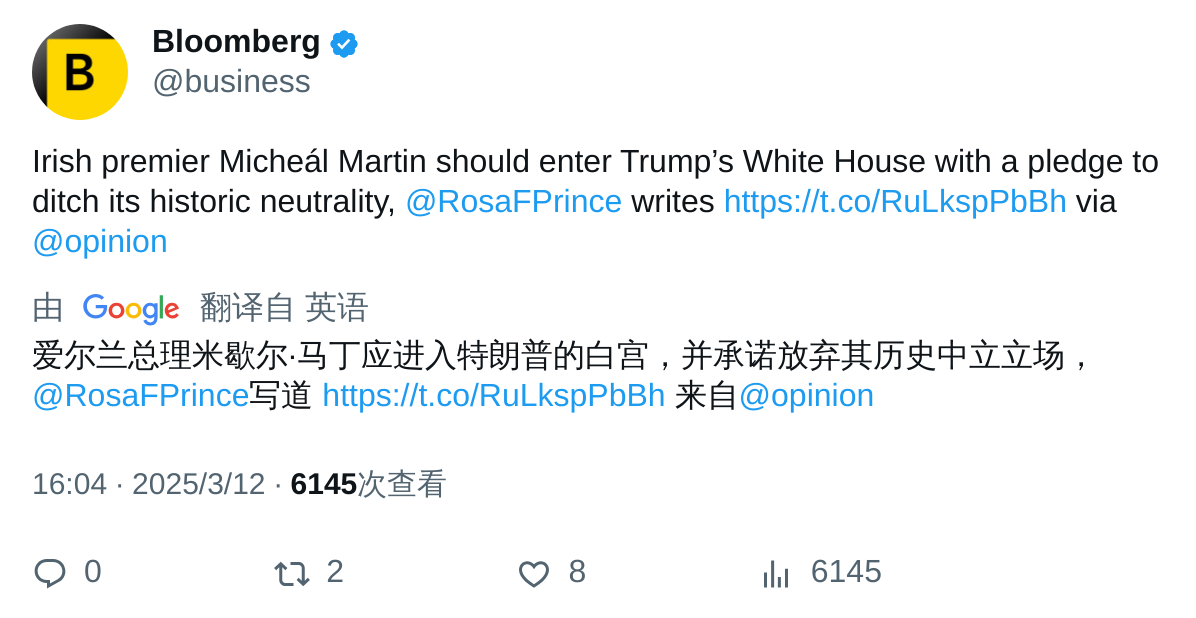 B
Bloomberg
@business
Irish premier Micheál Martin should enter Trump’s White House with a pledge to
ditch its historic neutrality, @RosaFPrince writes https://t.co/RuLkspPbBh via
@opinion
由 Google 翻译自 英语
爱尔兰总理米歇尔·马丁应进入特朗普的白宫，并承诺放弃其历史中立立场，
@RosaFPrince写道 https://t.co/RuLkspPbBh 来自@opinion
16:04 · 2025/3/12 · 6145次查看
0 2 8 6145